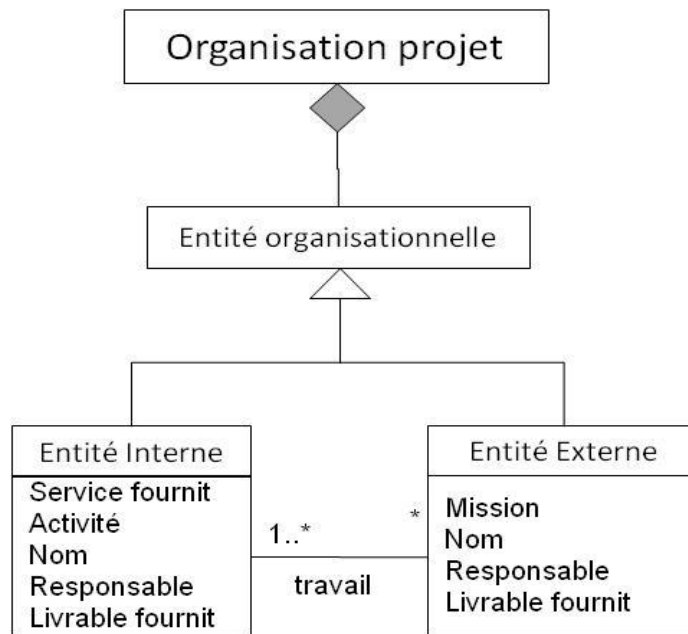 Organisation projet
Entité organisationnelle
Entité Interne
Service fournit
Activité
Nom
Responsable
Livrable fournit
1..*
*
travail
Entité Externe
Mission
Nom
Responsable
Livrable fournit